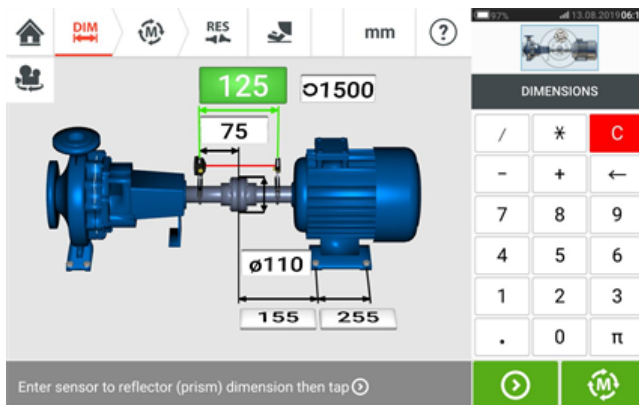 97% 13.08.2019 06:1
DIM M RES mm ?
DIMENSIONS
125 1500
75
ø110
155 255
/ * C
- + ←
7 8 9
4 5 6
1 2 3
. 0 π
Enter sensor to reflector (prism) dimension then tap
M